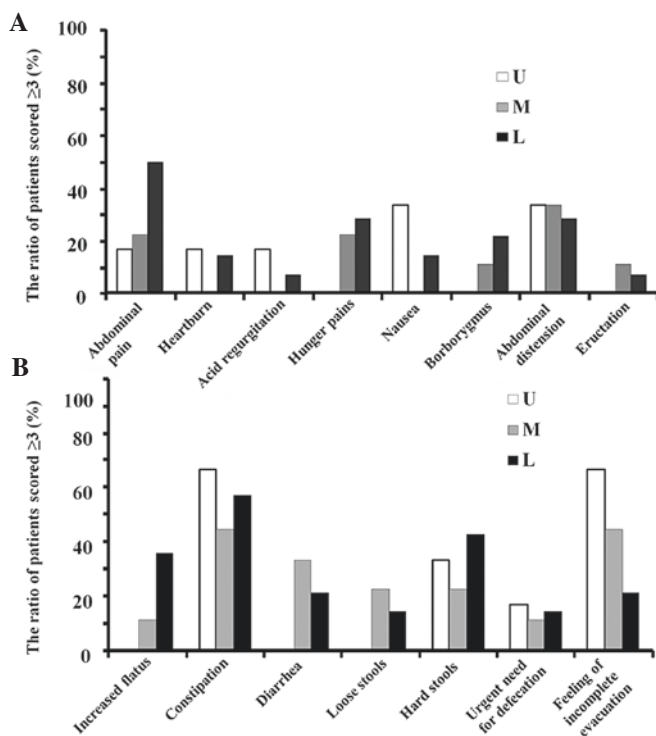 A
The ratio of patients scored ≥3 (%)
100
80
60
40
20
0
U
M
L
Abdominal
pain
Heartburn
Acid regurgitation
Hunger pains
Nausea
Borborygmus
Abdominal
distension
Eructation
B
The ratio of patients scored ≥3 (%)
100
80
60
40
20
0
U
M
L
Increased flatus
Constipation
Diarrhea
Loose stools
Hard stools
Urgent need
for defecation
Feeling of
incomplete
evacuation